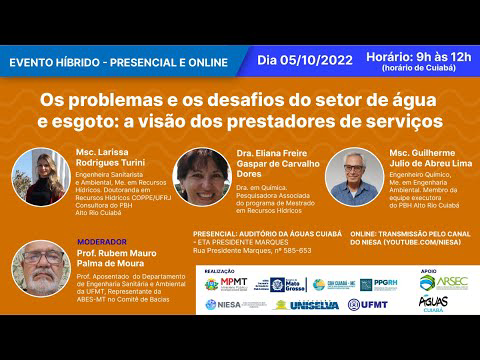 EVENTO HÍBRIDO - PRESENCIAL E ONLINE
Dia 05/10/2022
Horário: 9h às 12h
(horário de Cuiabá)
Os problemas e os desafios do setor de água
e esgoto: a visão dos prestadores de serviços
Msc. Larissa
Rodrigues Turini
Engenheira Sanitarista
e Ambiental, Me. em Recursos
Hídricos. Doutoranda em
Recursos Hídricos COPPE/UFRJ
Consultora do PBH
Alto Rio Cuiabá
Dra. Eliana Freire
Gaspar de Carvalho
Dores
Dra. em Química.
Pesquisadora Associada
do programa de Mestrado
em Recursos Hídricos
Msc. Guilherme
Julio de Abreu Lima
Engenheiro Químico,
Me. em Engenharia
Ambiental. Membro da
equipe executora
do PBH Alto Rio Cuiabá
MODERADOR
Prof. Rubem Mauro
Palma de Moura
Prof. Aposentado do Departamento
de Engenharia Sanitária e Ambiental
da UFMT, Representante da
ABES-MT no Comitê de Bacias
PRESENCIAL: AUDITÓRIO DA ÁGUAS CUIABÁ
- ETA PRESIDENTE MARQUES
Rua Presidente Marques, nº 585-653
ONLINE: TRANSMISSÃO PELO CANAL
DO NIESA (YOUTUBE.COM/NIESA)
REALIZAÇÃO
MPMT
Mato
Grosso
CBH CUIABÁ - ME
PPGRH
NIESA
UNISELVA
UFMT
APOIO
ARSEC
ÁGUAS
CUIABÁ